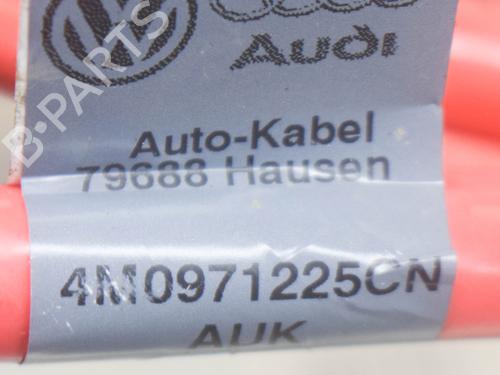 Audi
Auto-Kabel
79688 Hausen
4M0971225CN
AUK
B-PARTS